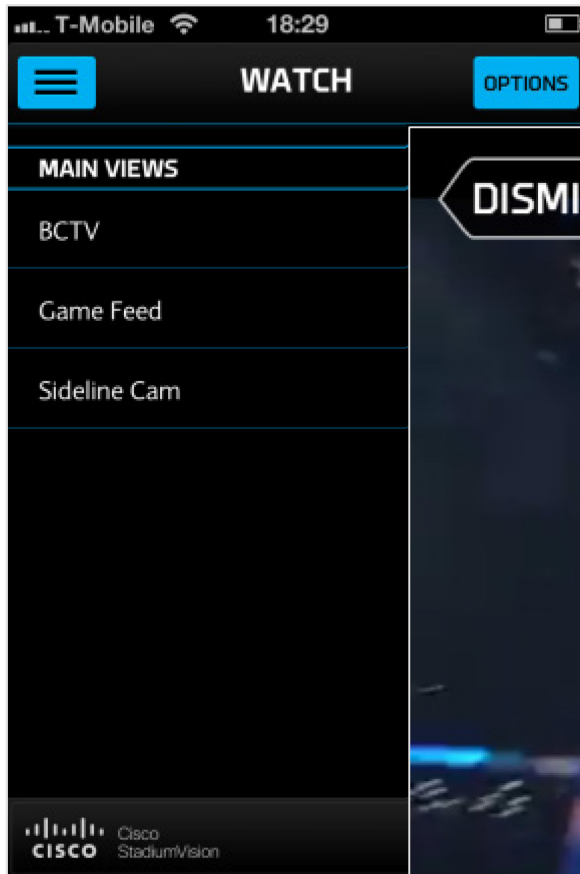 T-Mobile 18:29
WATCH
OPTIONS
MAIN VIEWS
DISMI
BCTV
Game Feed
Sideline Cam
CISCO
Cisco
StadiumVision